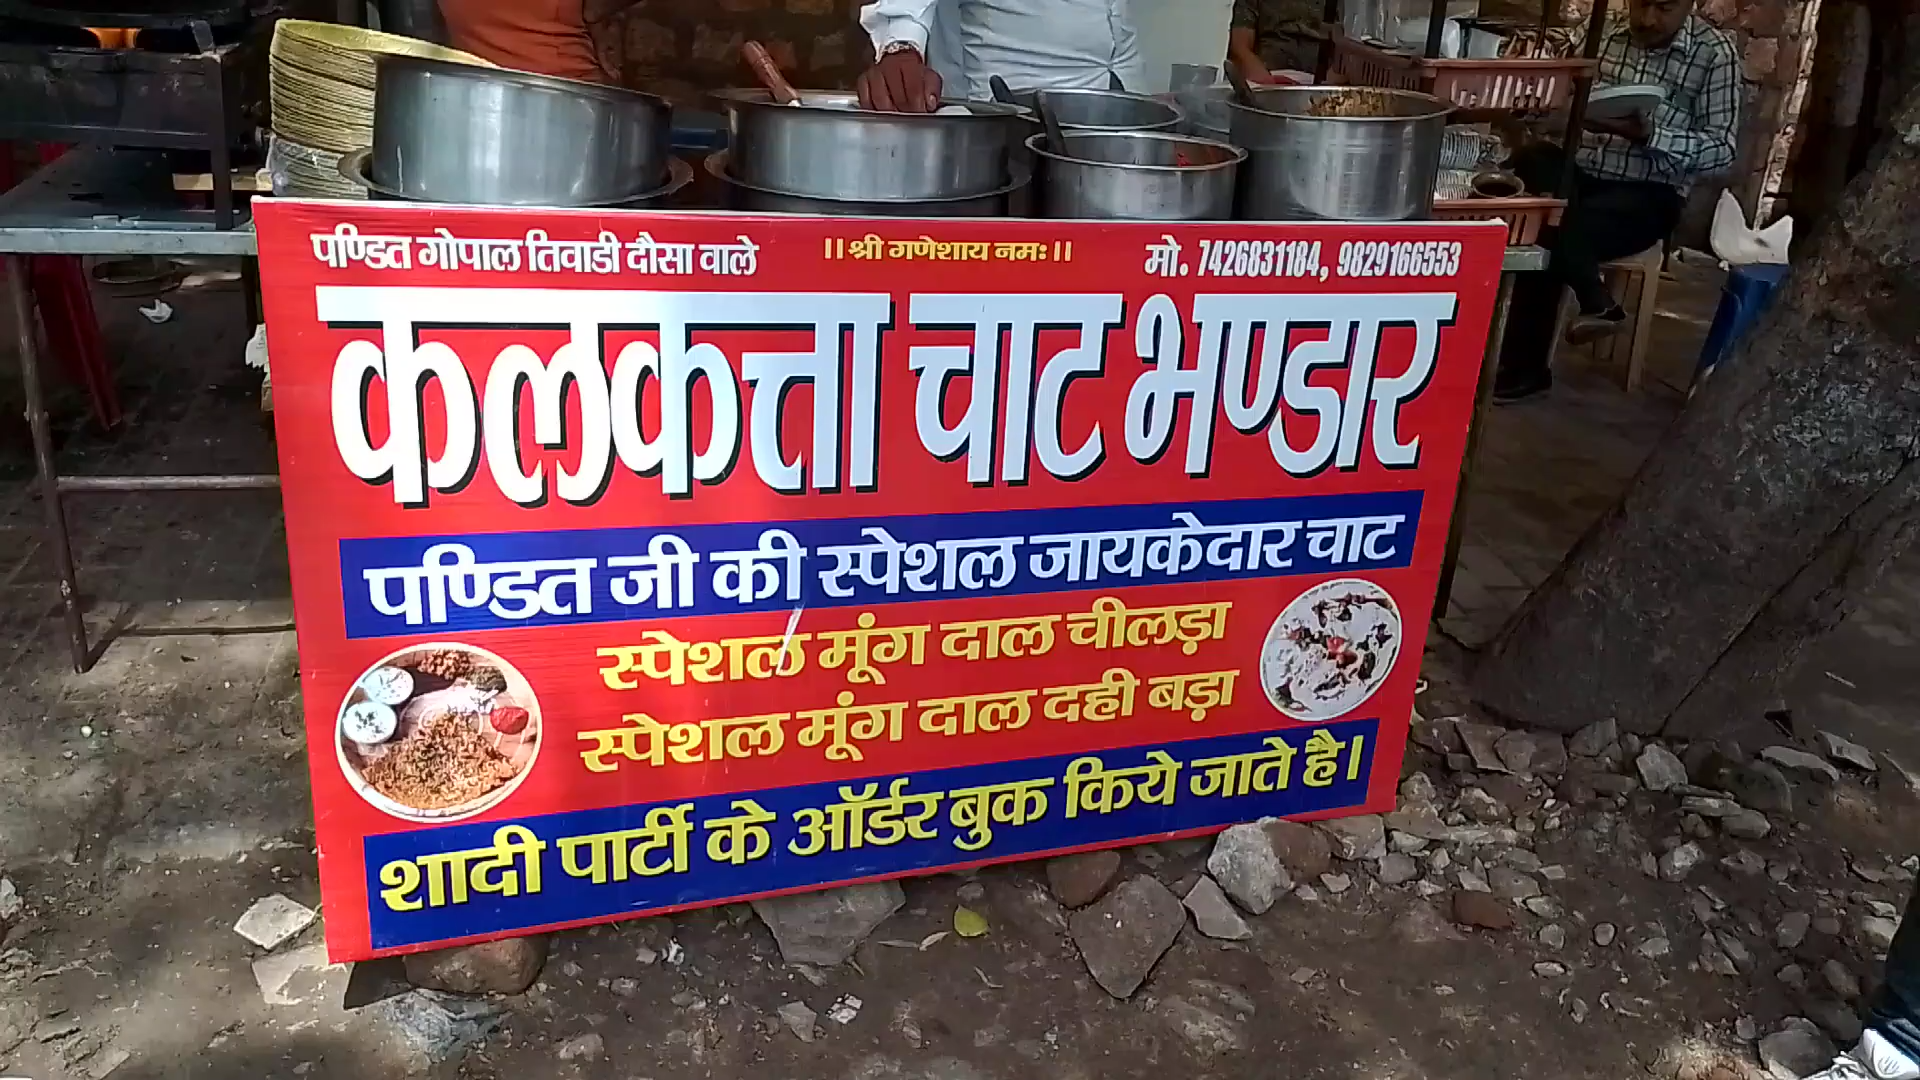 पण्डित गोपाल तिवाडी दौसा वाले ।।श्री गणेशाय नमः।। मो. 7426831184, 9829166553
कलकत्ता चाट भण्डार
पण्डित जी की स्पेशल जायकेदार चाट
स्पेशल मूंग दाल चीलड़ा
स्पेशल मूंग दाल दही बड़ा
शादी पार्टी के ऑर्डर बुक किये जाते है।